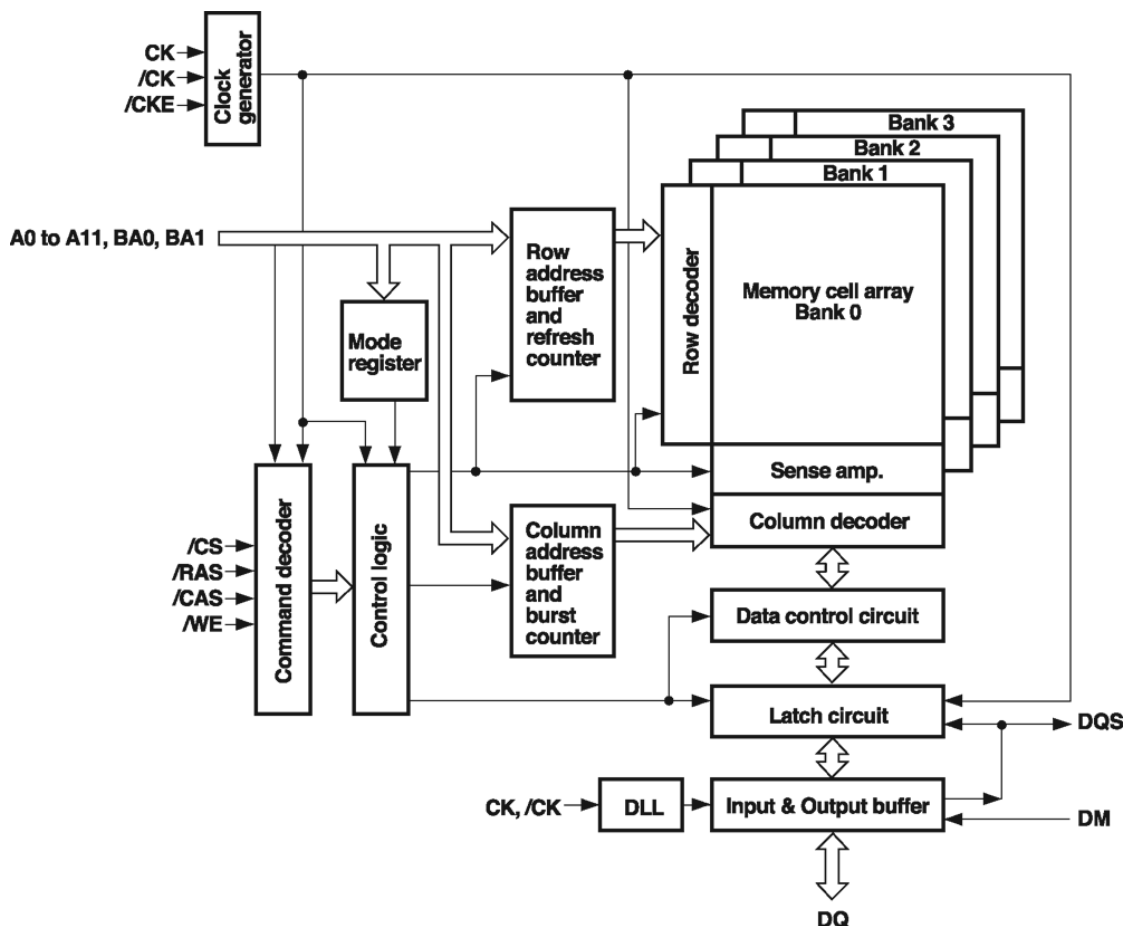 CK
/CK
/CKE
Clock
generator
Bank 3
Bank 2
Bank 1
A0 to A11, BA0, BA1
Row
address
buffer
and
refresh
counter
Row decoder
Memory cell array
Bank 0
Mode
register
Sense amp.
Column decoder
/CS
/RAS
/CAS
/WE
Command decoder
Control logic
Column
address
buffer
and
burst
counter
Data control circuit
Latch circuit
DQS
CK, /CK
DLL
Input & Output buffer
DM
DQ